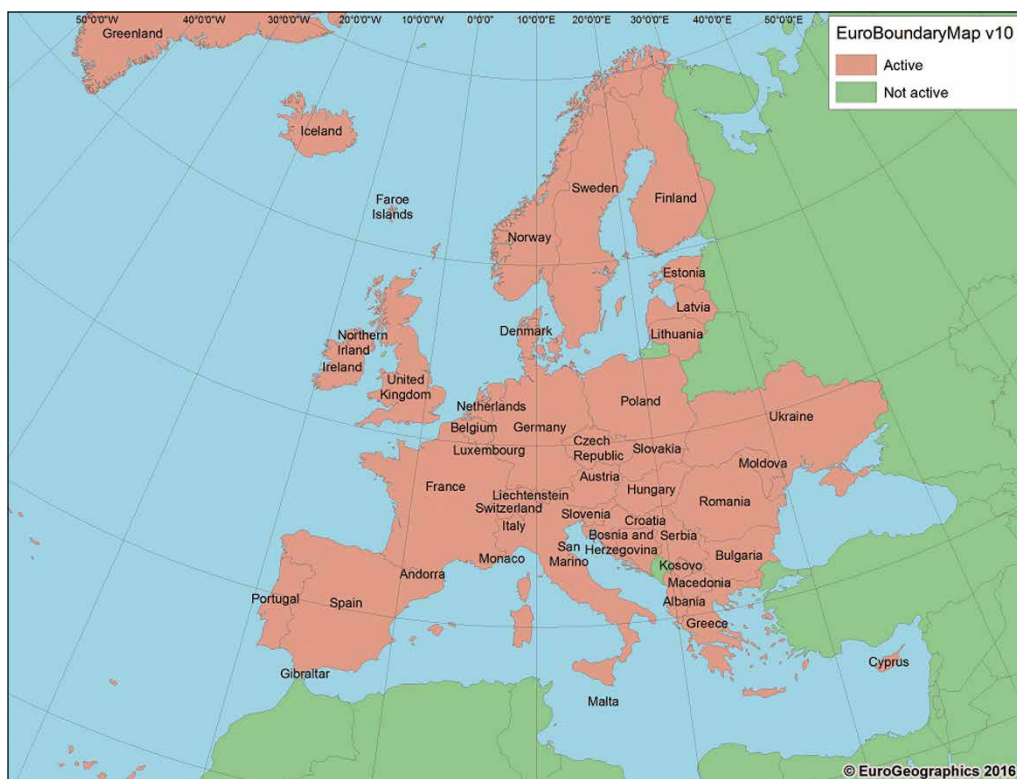 50°0'0"W 40°0'0"W 30°0'0"W 20°0'0"W 10°0'0"W 0°0'0" 10°0'0"E 20°0'0"E 30°0'0"E 40°0'0"E 50°0'0"E
EuroBoundaryMap v10
Active
Not active
Greenland
Iceland
Faroe
Islands
Sweden
Finland
Norway
Estonia
Latvia
Lithuania
Denmark
Northern
Irland
Ireland
United
Kingdom
Netherlands
Belgium
Germany
Poland
Ukraine
Luxembourg
Czech
Republic
Slovakia
Moldova
France
Austria
Liechtenstein
Switzerland
Hungary
Romania
Italy
Slovenia
Croatia
Bosnia and
Herzegovina
Serbia
San
Marino
Monaco
Bulgaria
Kosovo
Andorra
Macedonia
Albania
Portugal
Spain
Greece
Gibraltar
Cyprus
Malta
© EuroGeographics 2016